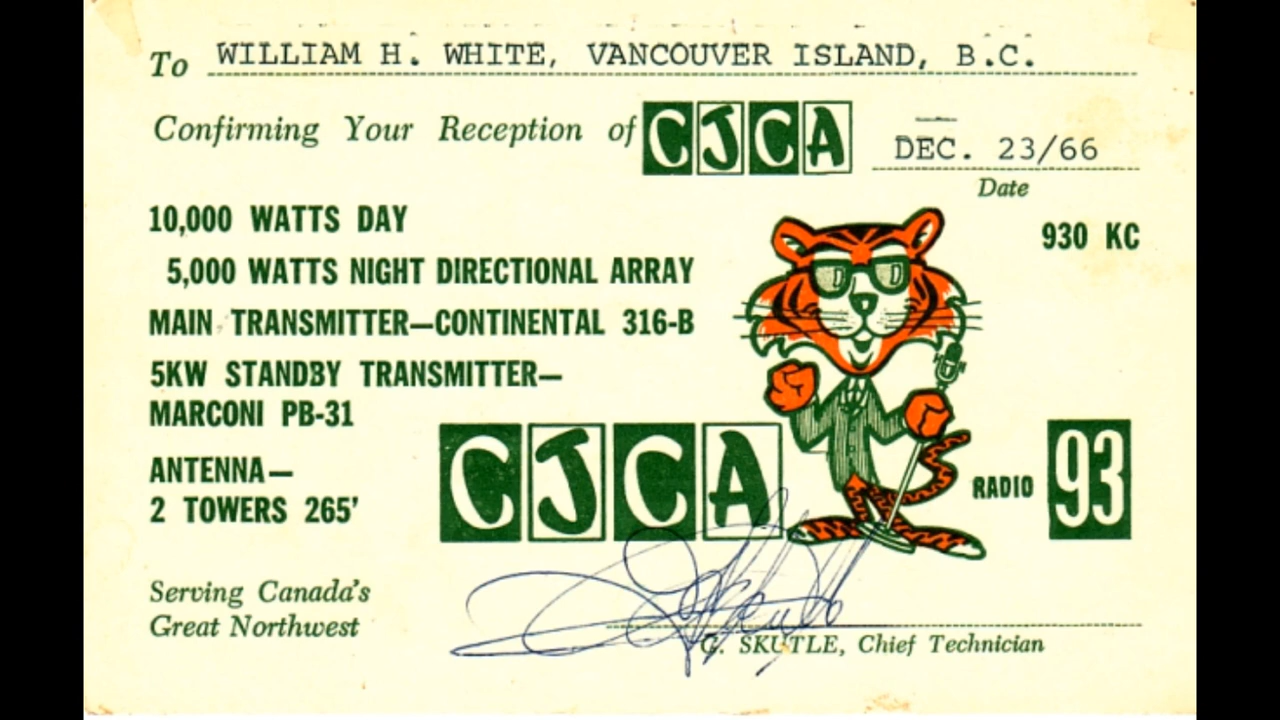 To WILLIAM H. WHITE, VANCOUVER ISLAND, B.C.
Confirming Your Reception of CJCA DEC. 23/66
Date
10,000 WATTS DAY
930 KC
5,000 WATTS NIGHT DIRECTIONAL ARRAY
MAIN TRANSMITTER—CONTINENTAL 316-B
5KW STANDBY TRANSMITTER—
MARCONI PB-31
ANTENNA—
2 TOWERS 265'
CJCA
RADIO 93
Serving Canada's
Great Northwest
G. SKUTLE, Chief Technician